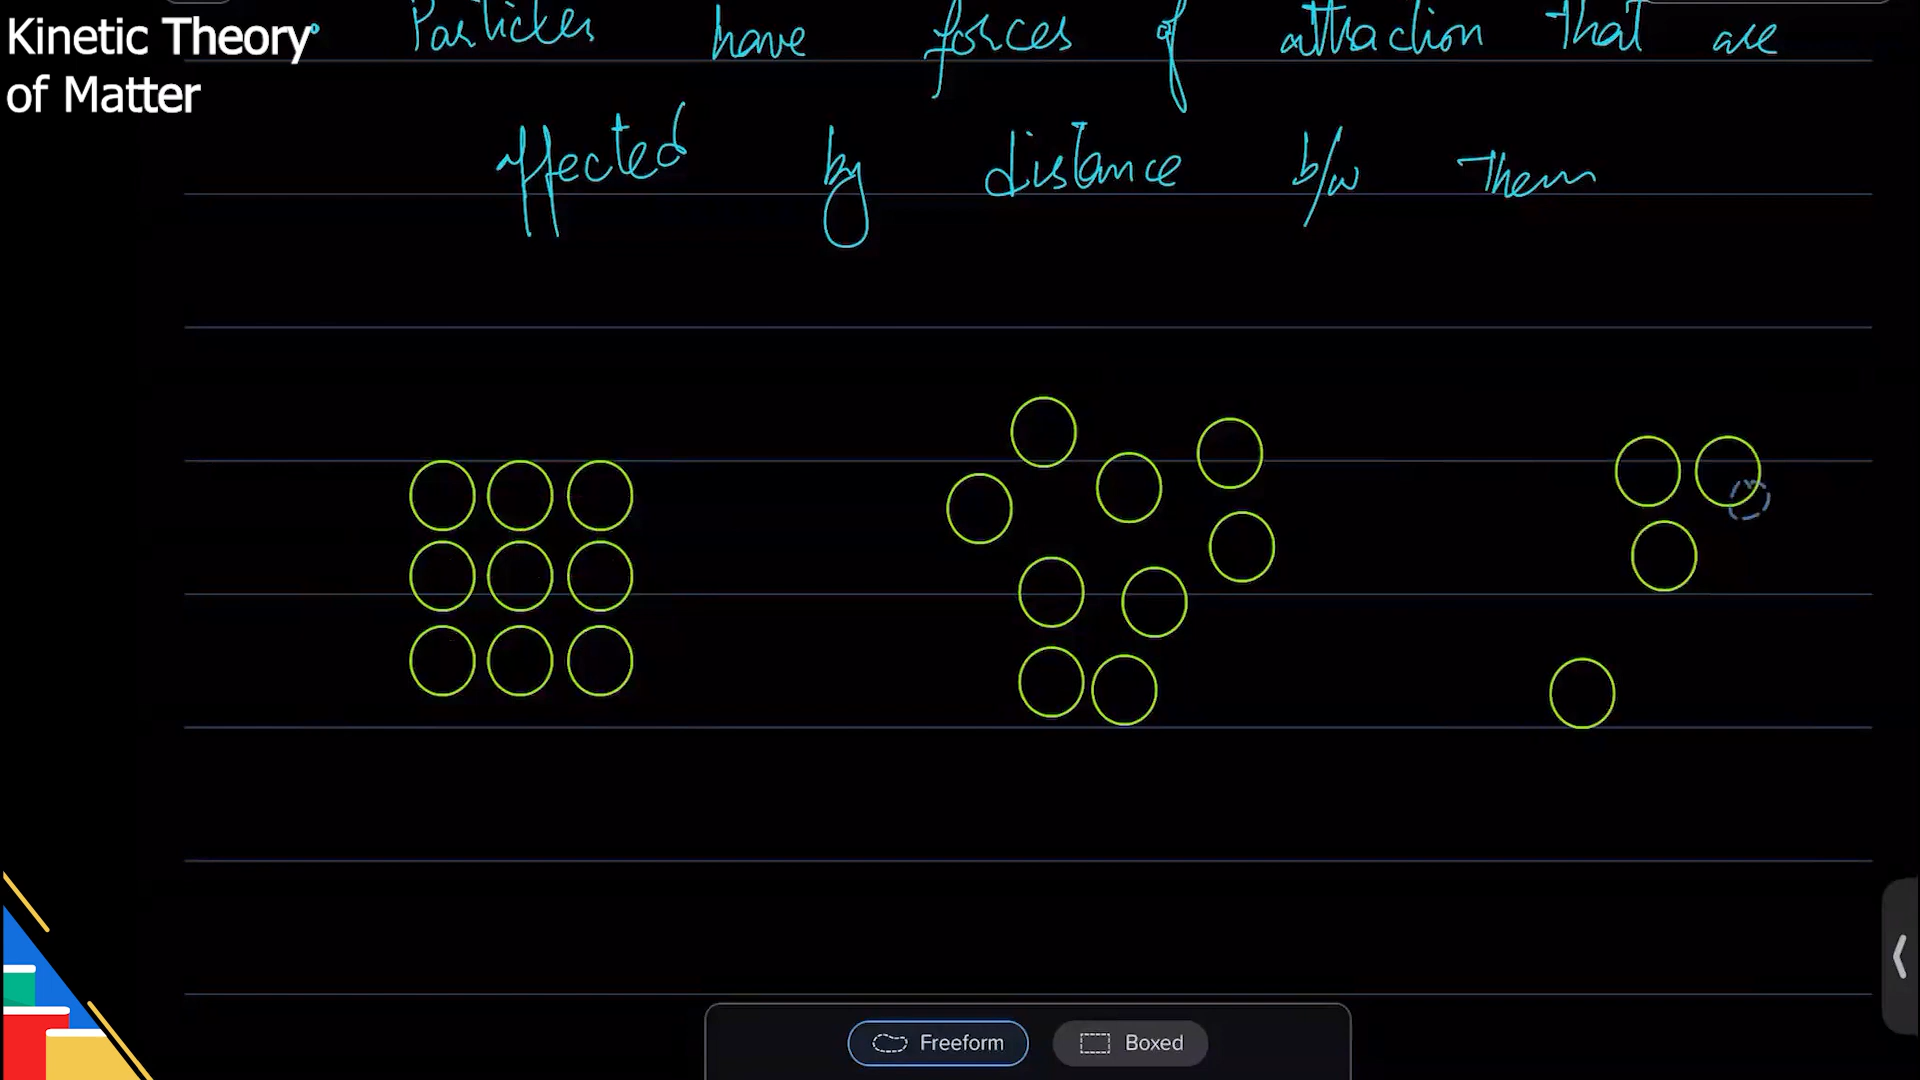 Kinetic Theory
of Matter
Particles have forces of attraction that are
affected by distance b/w them
Freeform
Boxed